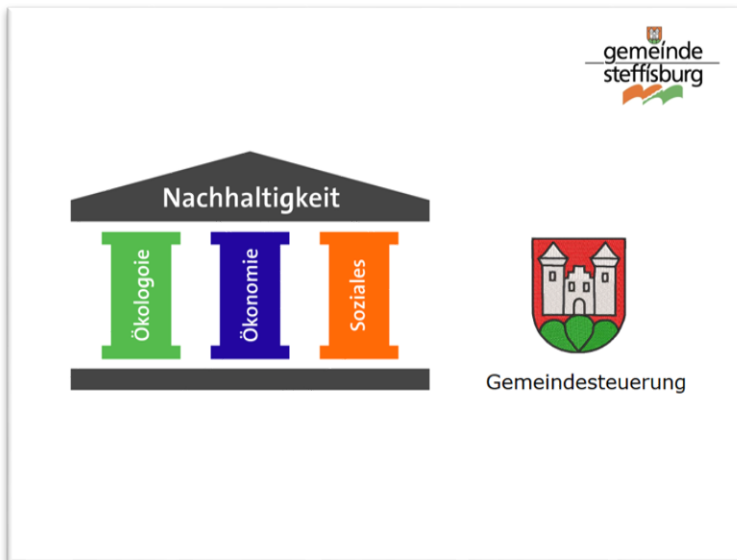 gemeinde
steffisburg
Nachhaltigkeit
Ökologoie
Ökonomie
Soziales
Gemeindesteuerung